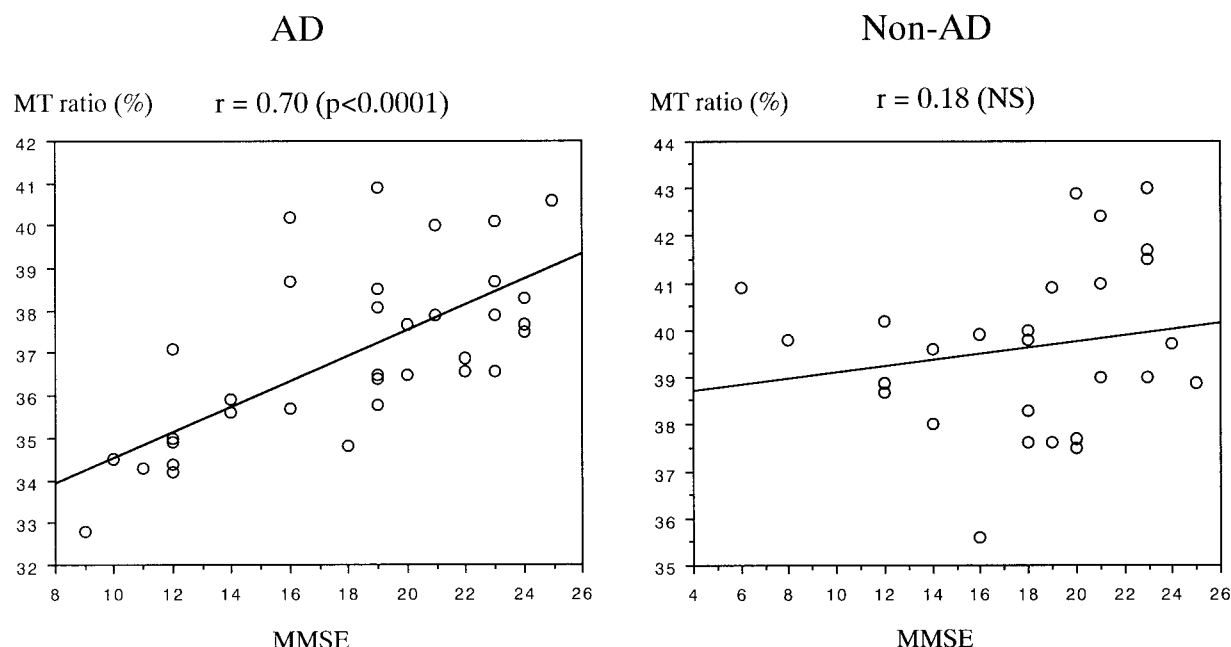 AD
MT ratio (%) r = 0.70 (p<0.0001)
42
41
40
39
38
37
36
35
34
33
32
8 10 12 14 16 18 20 22 24 26
MMSE
Non-AD
MT ratio (%) r = 0.18 (NS)
44
43
42
41
40
39
38
37
36
35
4 6 8 10 12 14 16 18 20 22 24 26
MMSE